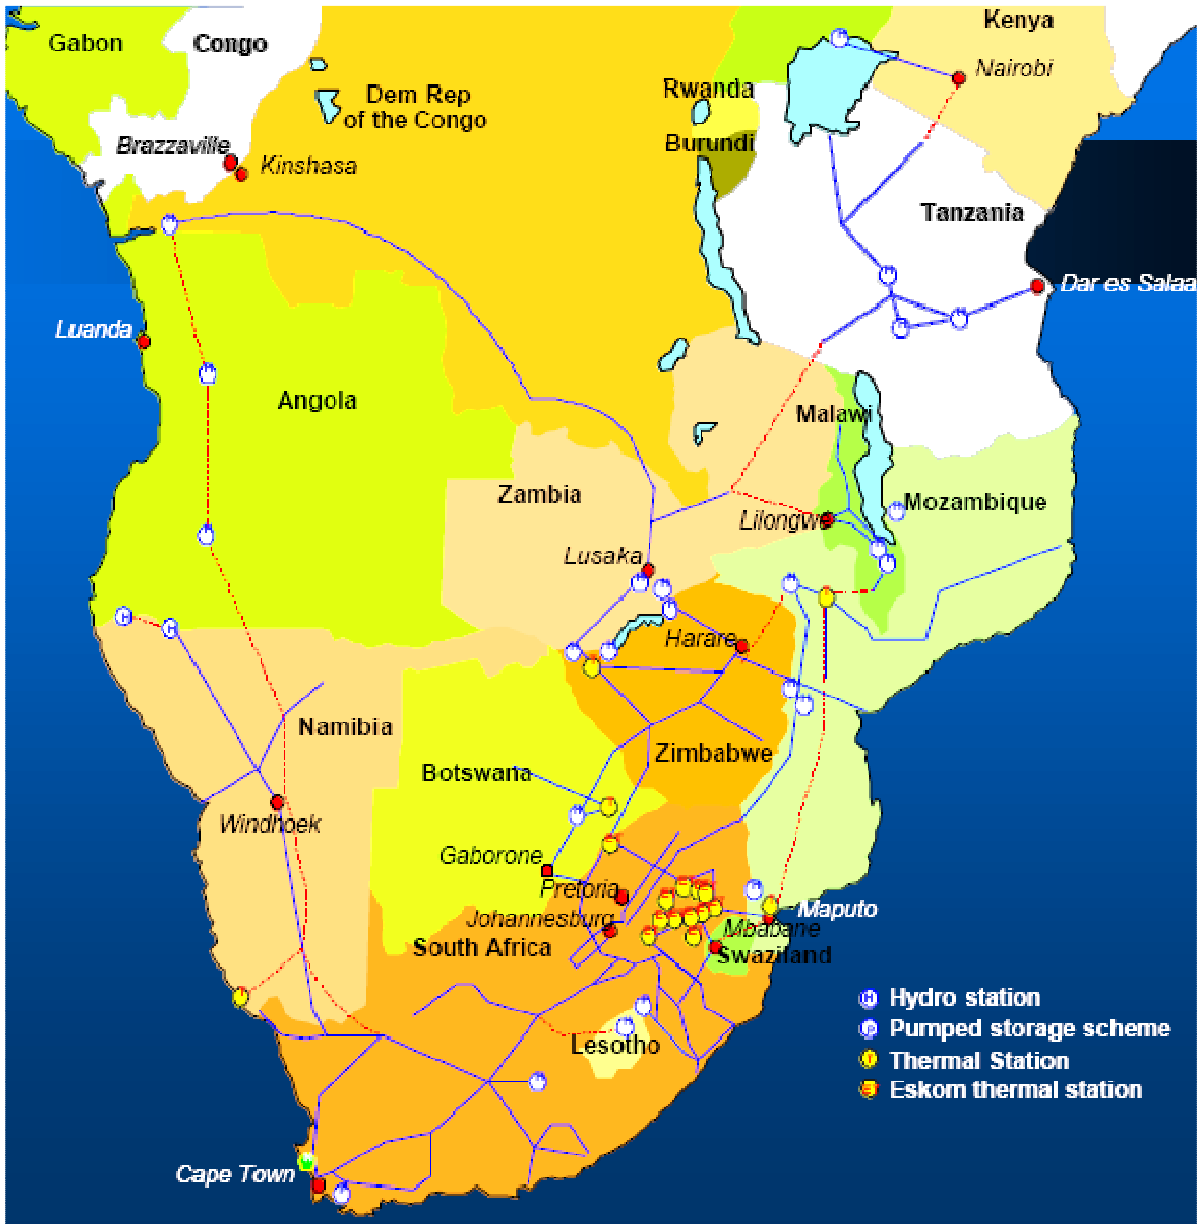 Kenya
Gabon
Congo
Nairobi
Rwanda
Dem Rep
of the Congo
Burundi
Brazzaville
Kinshasa
Tanzania
Dar es Salaa
Luanda
Angola
Malawi
Zambia
Mozambique
Lilongwe
Lusaka
Harare
Namibia
Zimbabwe
Botswana
Windhoek
Gaborone
Pretoria
Johannesburg
Maputo
Mbabane
South Africa
Swaziland
Hydro station
Pumped storage scheme
Lesotho
Thermal Station
Eskom thermal station
Cape Town